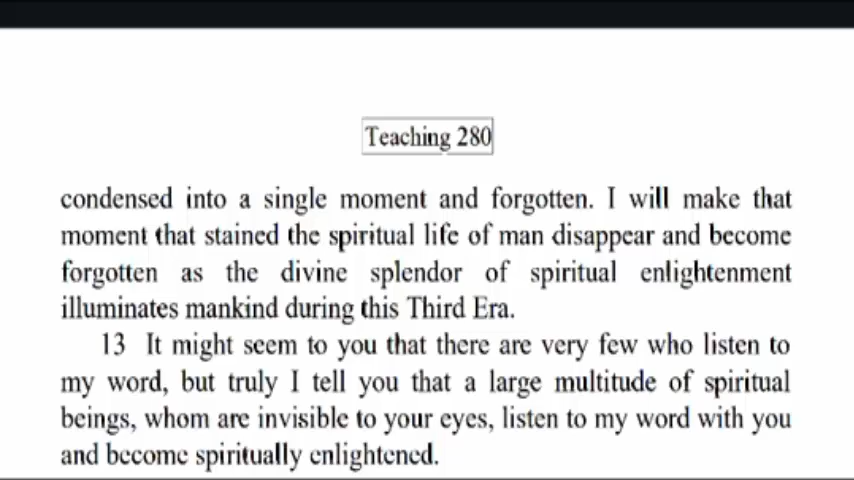 Teaching 280
condensed into a single moment and forgotten. I will make that
moment that stained the spiritual life of man disappear and become
forgotten as the divine splendor of spiritual enlightenment
illuminates mankind during this Third Era.
13 It might seem to you that there are very few who listen to
my word, but truly I tell you that a large multitude of spiritual
beings, whom are invisible to your eyes, listen to my word with you
and become spiritually enlightened.